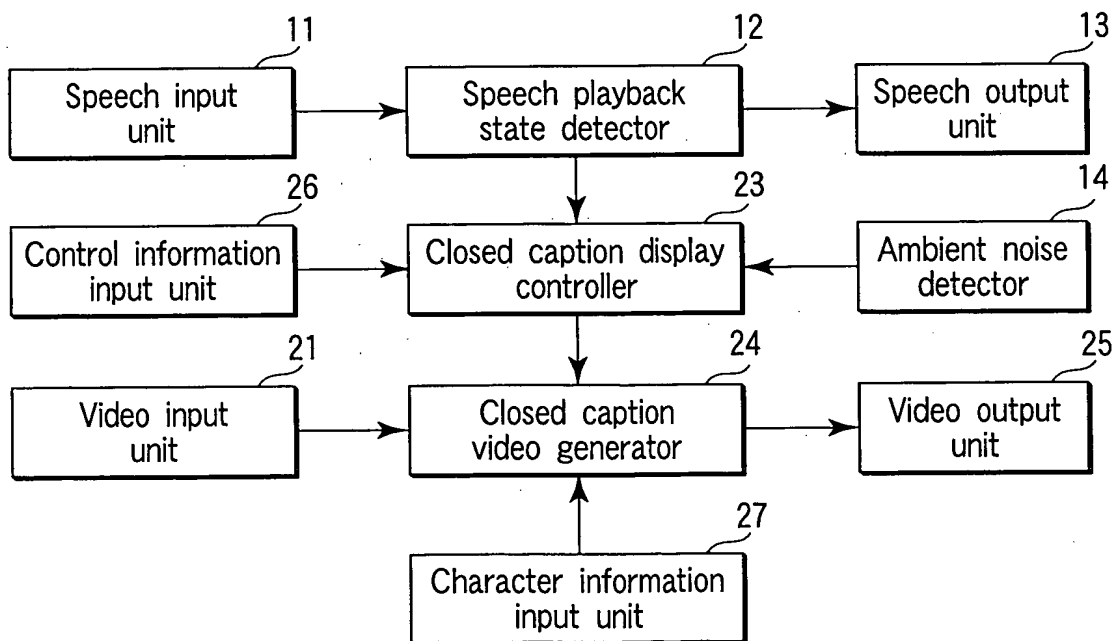 11
12
13
Speech input
unit
Speech playback
state detector
Speech output
unit
26
23
14
Control information
input unit
Closed caption display
controller
Ambient noise
detector
21
24
25
Video input
unit
Closed caption
video generator
Video output
unit
27
Character information
input unit